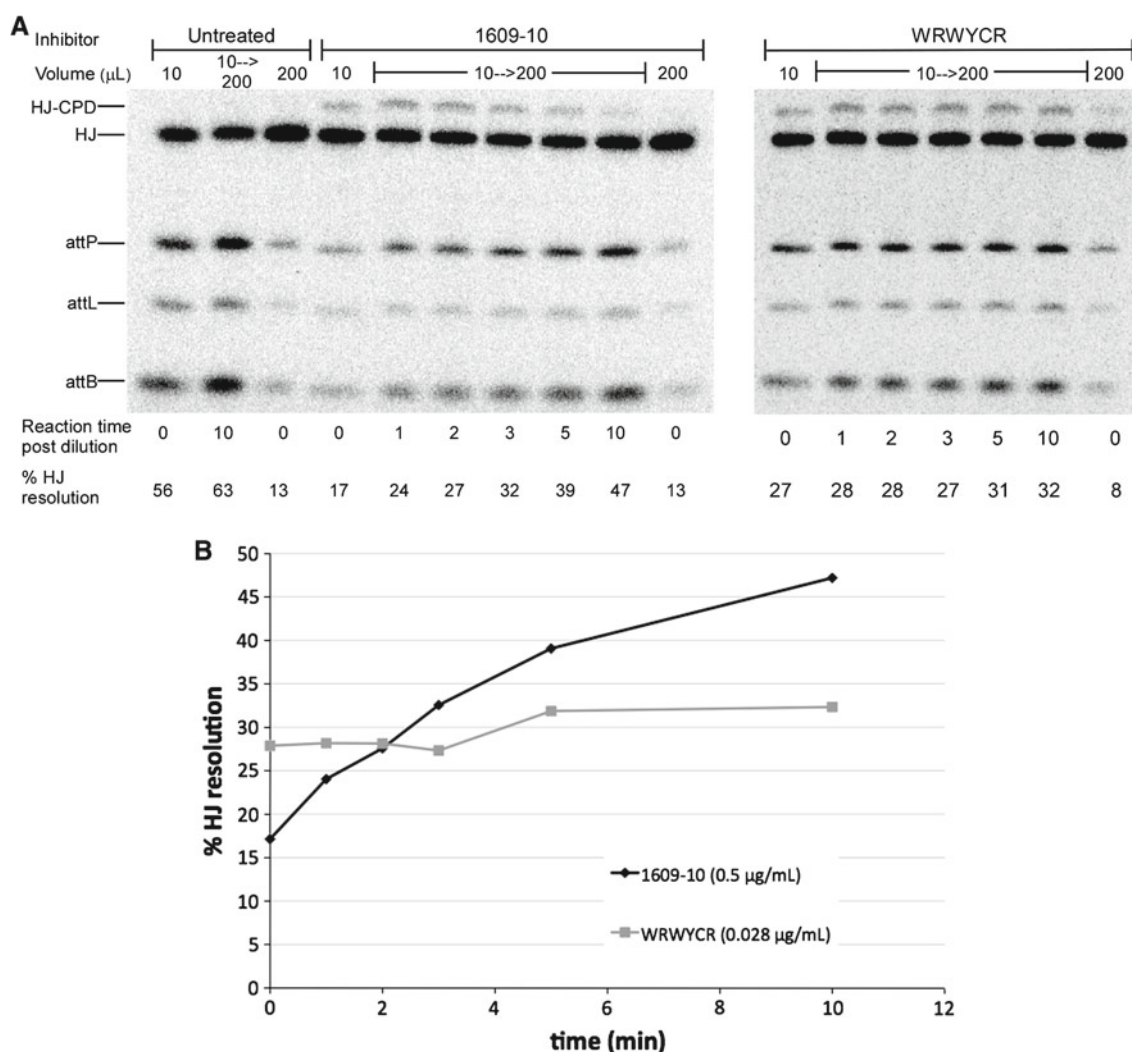 A
Inhibitor Untreated 1609-10 WRWYCR
Volume (μL) 10 10--> 200 200 10 10-->200 200 10 10-->200 200
HJ-CPD
HJ
attP
attL
attB
Reaction time post dilution 0 10 0 0 1 2 3 5 10 0 0 1 2 3 5 10 0
% HJ resolution 56 63 13 17 24 27 32 39 47 13 27 28 28 27 31 32 8
B
50
45
40
35
30
25
20
15
10
5
0
% HJ resolution
1609-10 (0.5 μg/mL)
WRWYCR (0.028 μg/mL)
0 2 4 6 8 10 12
time (min)